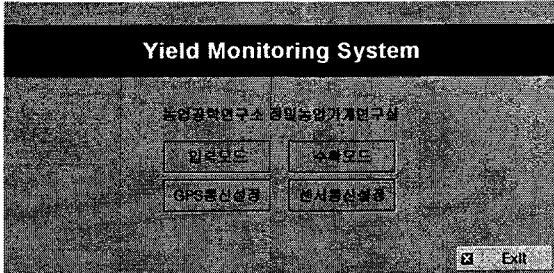 Yield Monitoring System
농업공학연구소 정밀농업기계연구실
입력모드 수확모드
GPS통신설정 센서통신설정
Exit